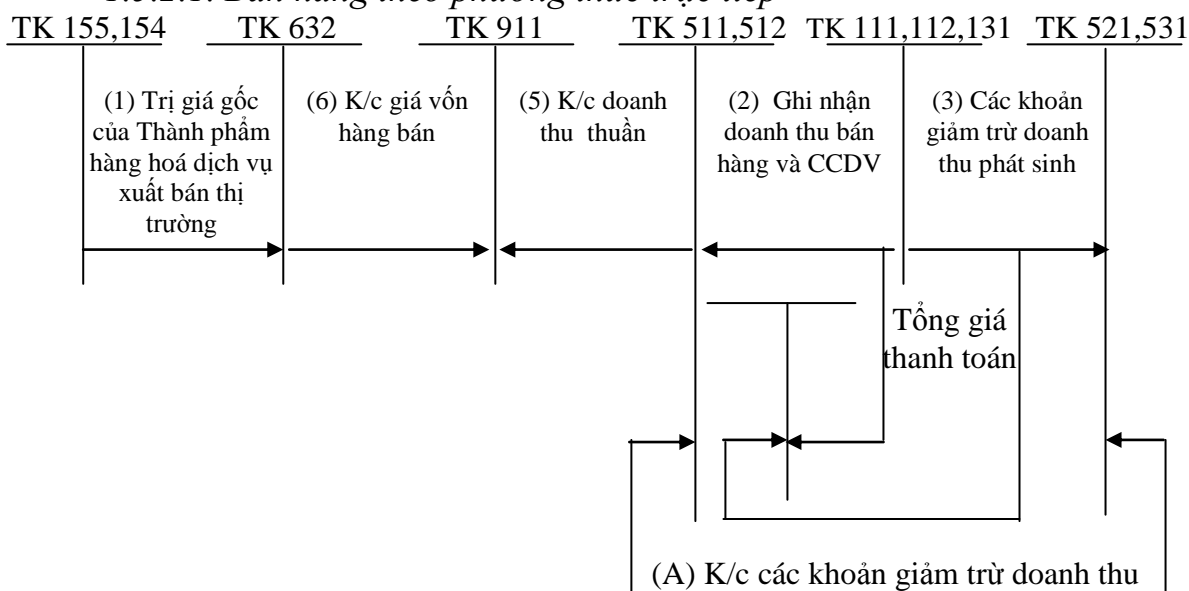 TK 155,154 TK 632 TK 911 TK 511,512 TK 111,112,131 TK 521,531
(1) Trị giá gốc
của Thành phẩm
hàng hoá dịch vụ
xuất bán thị
trường
(6) K/c giá vốn
hàng bán
(5) K/c doanh
thu thuần
(2) Ghi nhận
doanh thu bán
hàng và CCDV
(3) Các khoản
giảm trừ doanh
thu phát sinh
Tổng giá
thanh toán
(A) K/c các khoản giảm trừ doanh thu